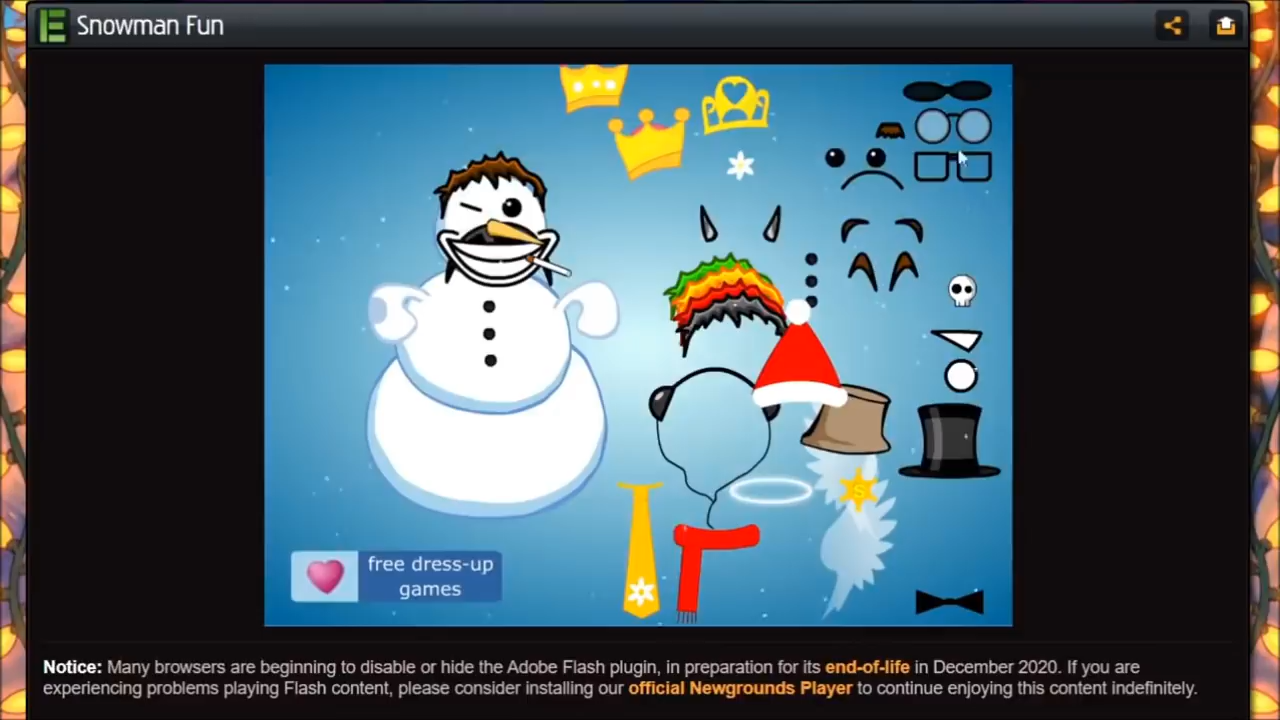 Snowman Fun
free dress-up
games
S
Notice: Many browsers are beginning to disable or hide the Adobe Flash plugin, in preparation for its end-of-life in December 2020. If you are
experiencing problems playing Flash content, please consider installing our official Newgrounds Player to continue enjoying this content indefinitely.